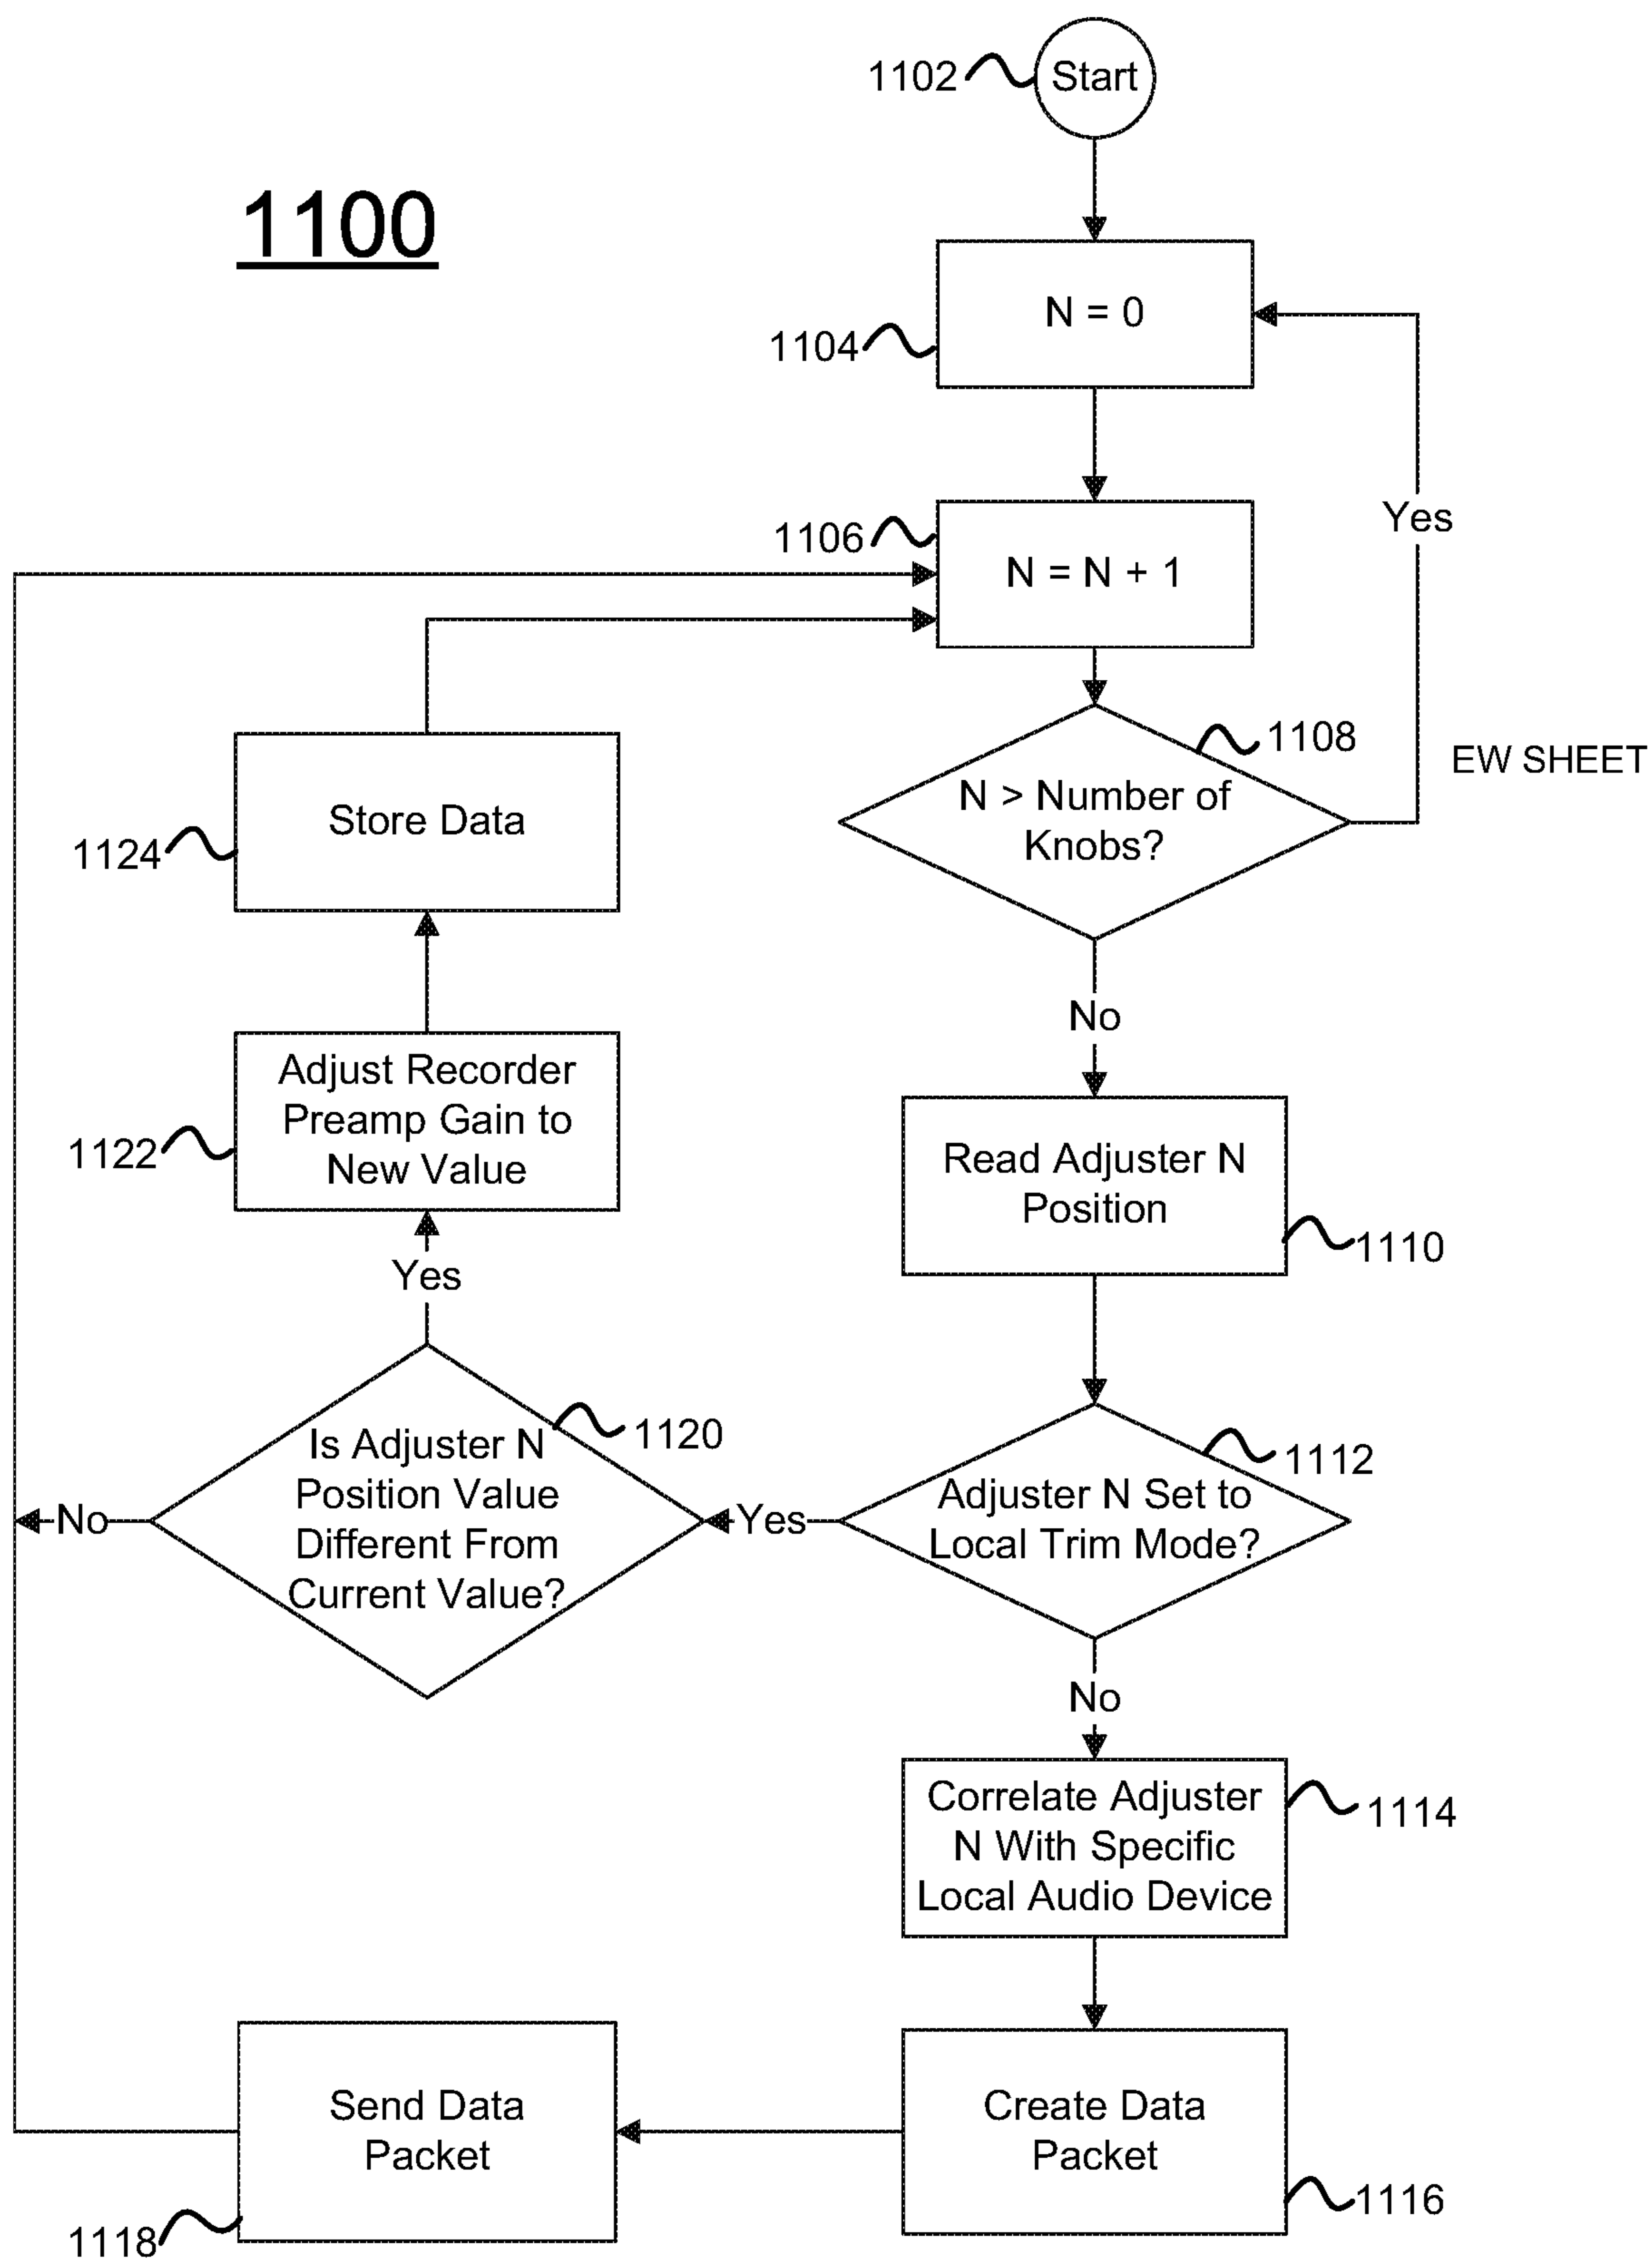 1102
Start
1100
N = 0
1104
1106
N = N + 1
Yes
1108
EW SHEET
N > Number of
Knobs?
Store Data
1124
No
Adjust Recorder
Preamp Gain to
New Value
1122
Read Adjuster N
Position
1110
Yes
1120
Is Adjuster N
Position Value
Different From
Current Value?
No
Yes
1112
Adjuster N Set to
Local Trim Mode?
No
Correlate Adjuster
N With Specific
Local Audio Device
1114
Send Data
Packet
1118
Create Data
Packet
1116